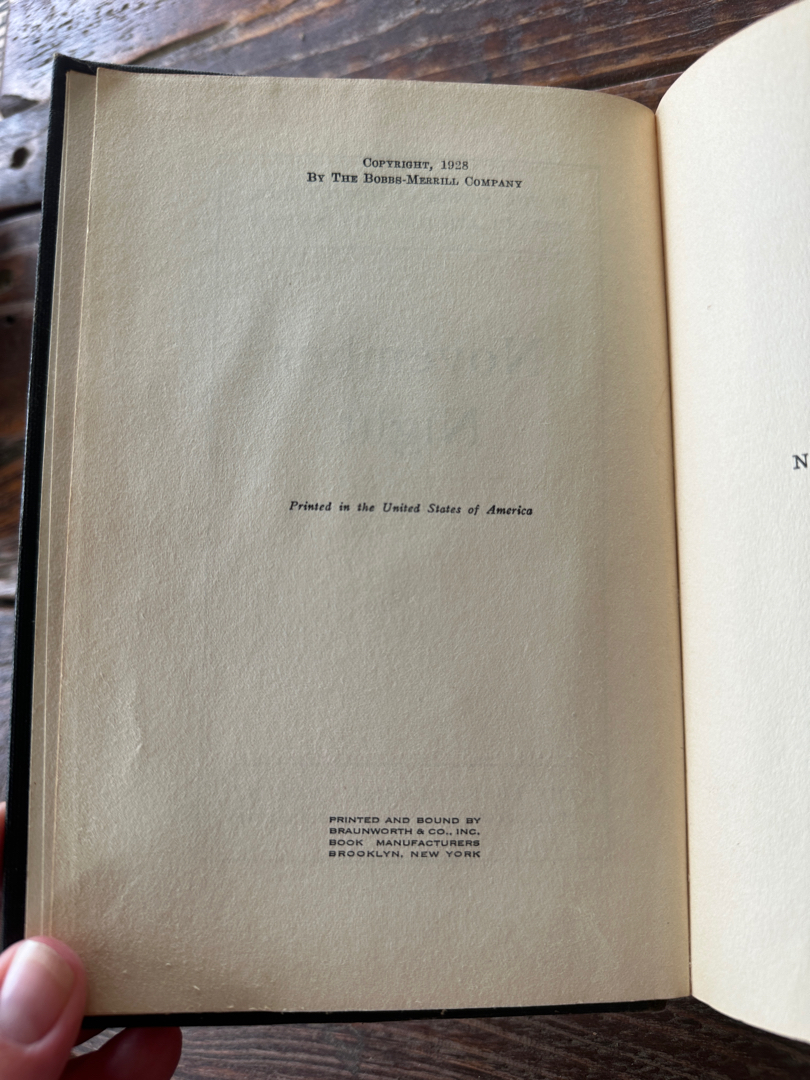 COPYRIGHT, 1928
BY THE BOBBS-MERRILL COMPANY
Printed in the United States of America
PRINTED AND BOUND BY
BRAUNWORTH & CO., INC.
BOOK MANUFACTURERS
BROOKLYN, NEW YORK
N